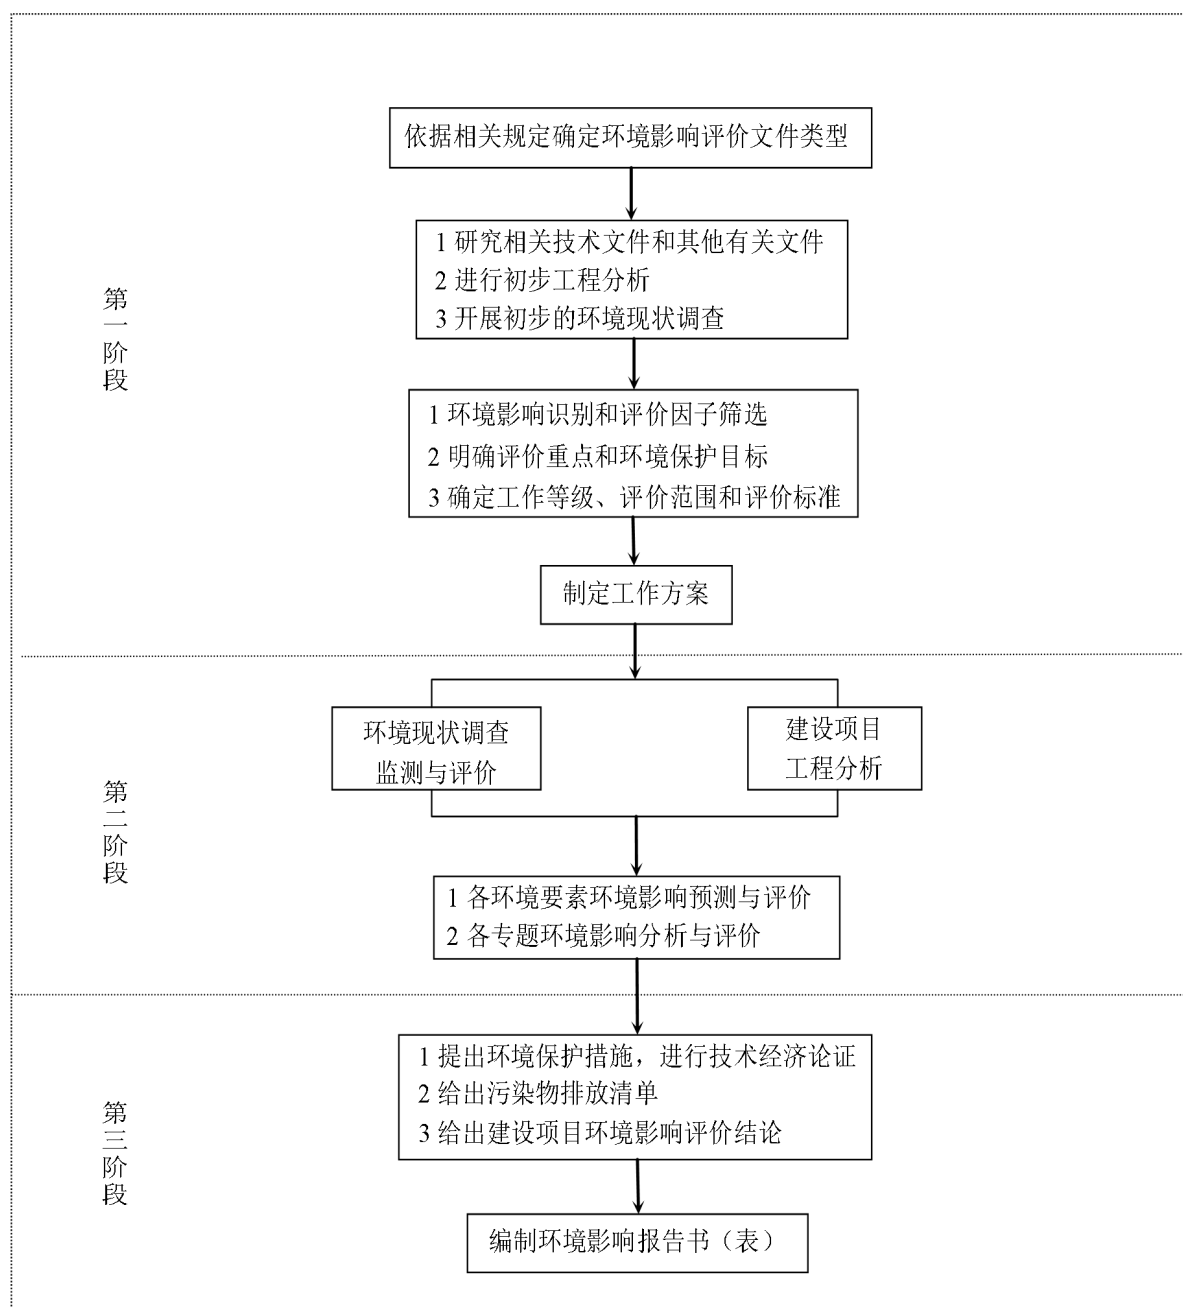 依据相关规定确定环境影响评价文件类型
1 研究相关技术文件和其他有关文件
2 进行初步工程分析
3 开展初步的环境现状调查
第一阶段
1 环境影响识别和评价因子筛选
2 明确评价重点和环境保护目标
3 确定工作等级、评价范围和评价标准
制定工作方案
环境现状调查
监测与评价
建设项目
工程分析
第二阶段
1 各环境要素环境影响预测与评价
2 各专题环境影响分析与评价
1 提出环境保护措施，进行技术经济论证
2 给出污染物排放清单
3 给出建设项目环境影响评价结论
第三阶段
编制环境影响报告书（表）